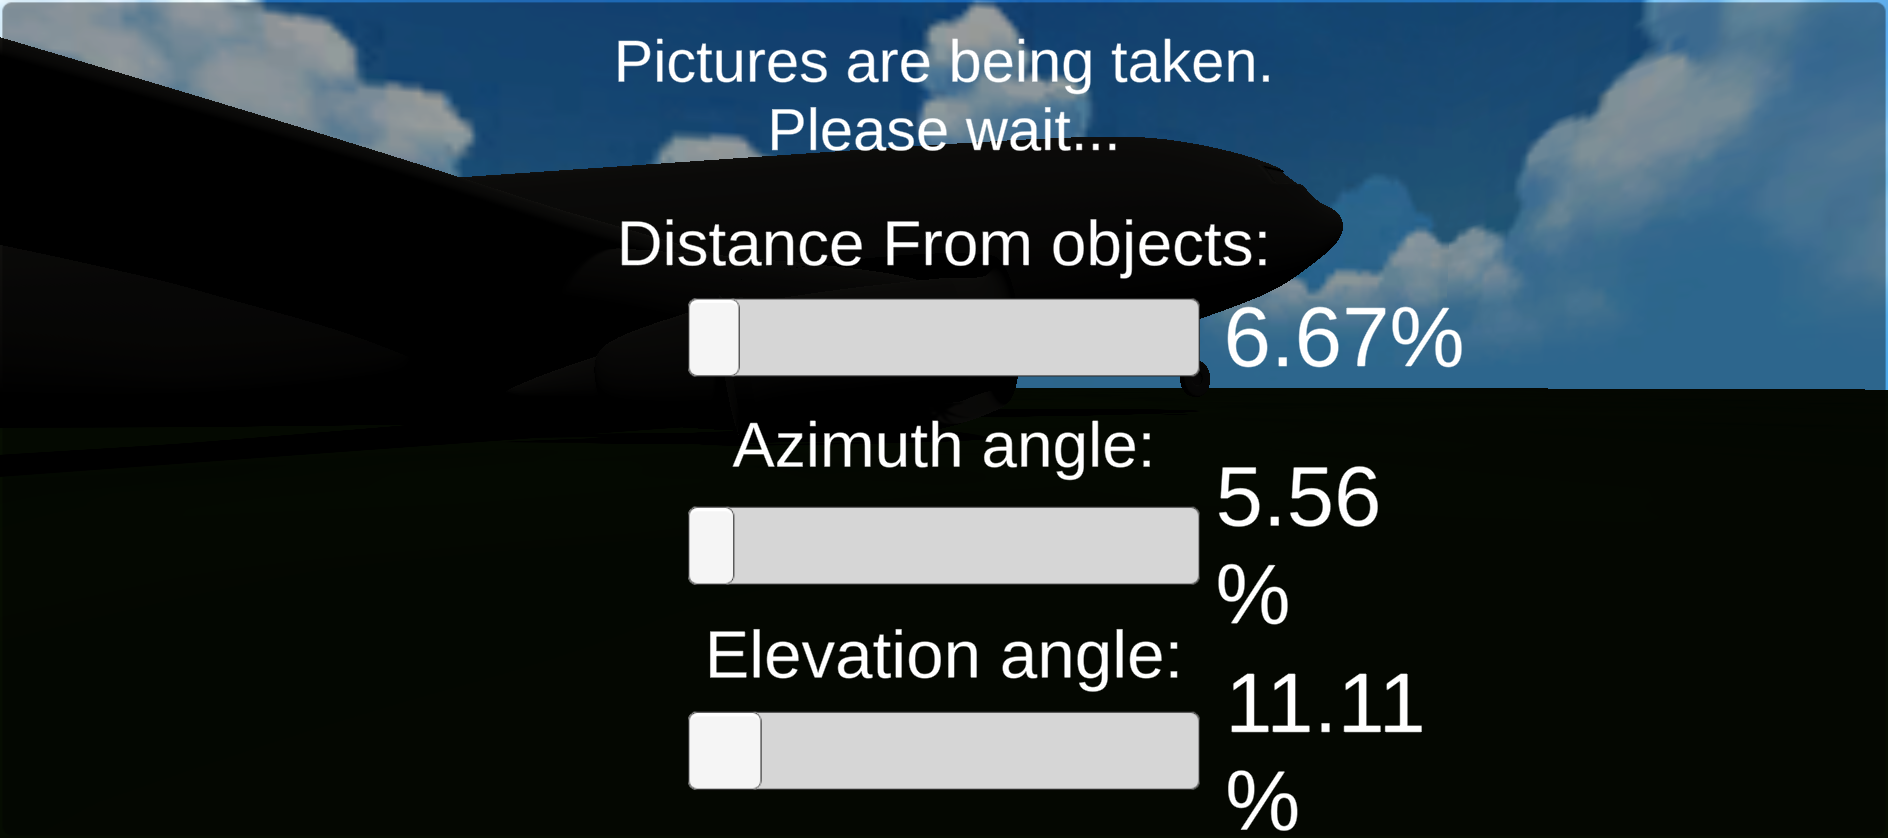 Pictures are being taken.
Please wait...
Distance From objects:
6.67%
Azimuth angle:
5.56
%
Elevation angle:
11.11
%